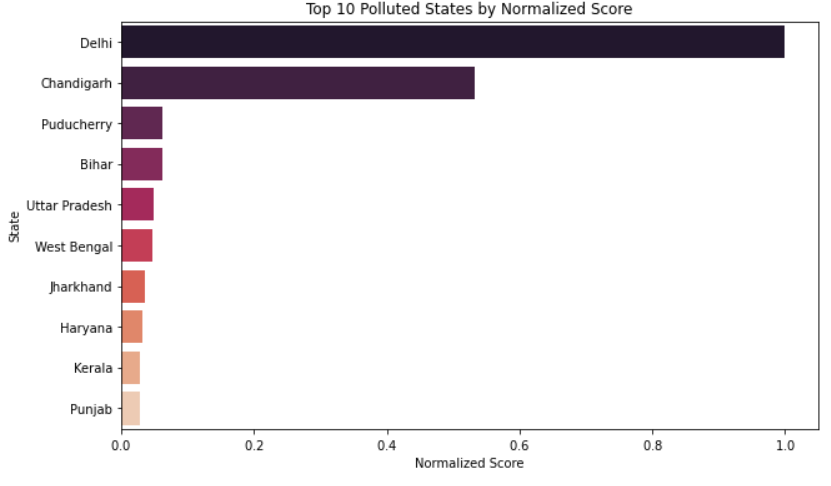 Top 10 Polluted States by Normalized Score
State
Delhi
Chandigarh
Puducherry
Bihar
Uttar Pradesh
West Bengal
Jharkhand
Haryana
Kerala
Punjab
0.0 0.2 0.4 0.6 0.8 1.0
Normalized Score